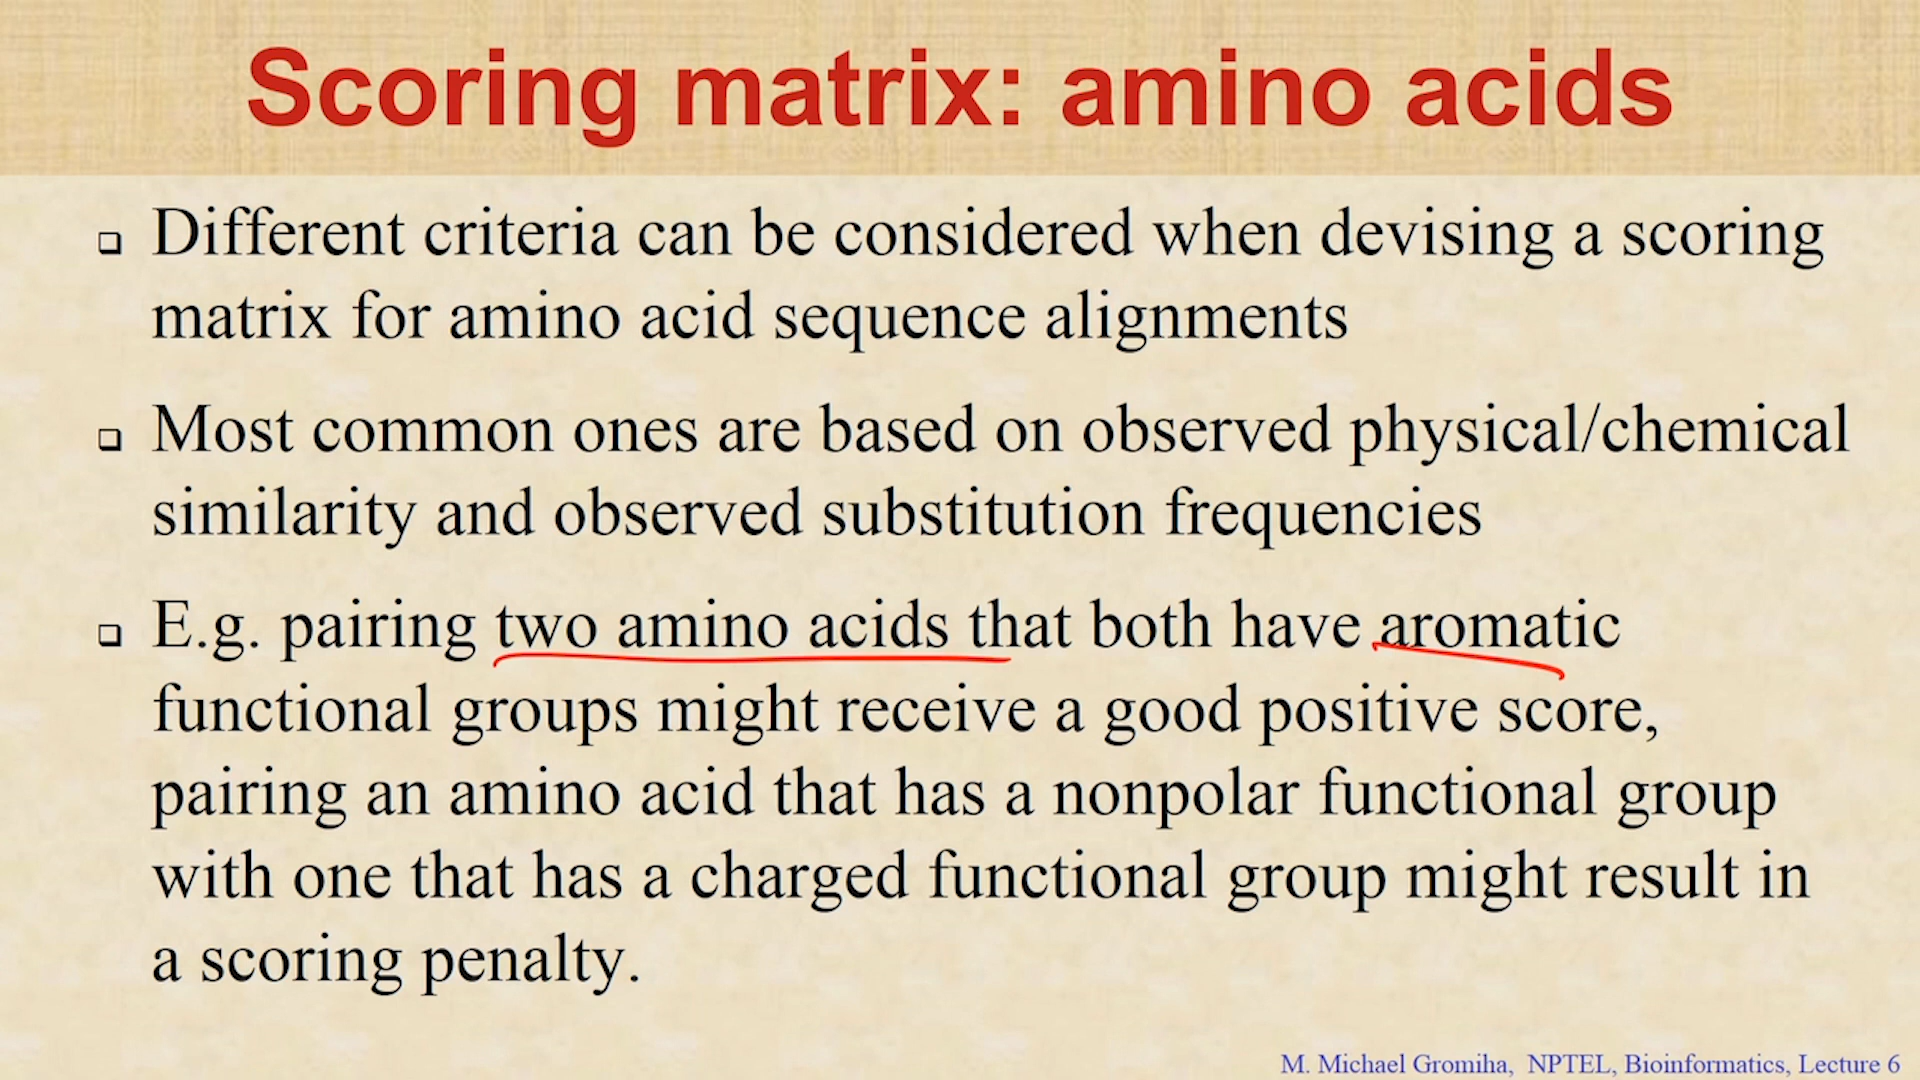 Scoring matrix: amino acids
Different criteria can be considered when devising a scoring
matrix for amino acid sequence alignments
Most common ones are based on observed physical/chemical
similarity and observed substitution frequencies
E.g. pairing two amino acids that both have aromatic
functional groups might receive a good positive score,
pairing an amino acid that has a nonpolar functional group
with one that has a charged functional group might result in
a scoring penalty.
M. Michael Gromiha, NPTEL, Bioinformatics, Lecture 6